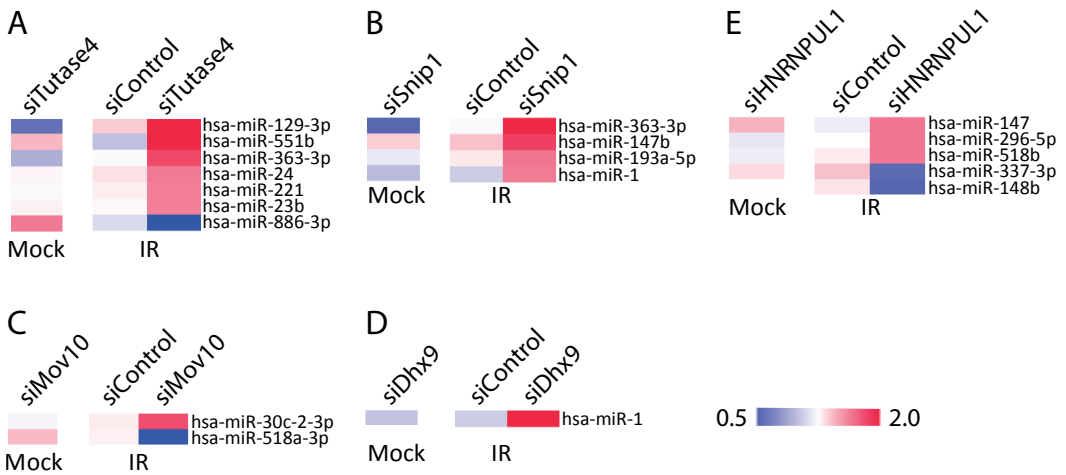 A
siTutase4
siControl
siTutase4
hsa-miR-129-3p
hsa-miR-551b
hsa-miR-363-3p
hsa-miR-24
hsa-miR-221
hsa-miR-23b
hsa-miR-886-3p
Mock
IR
B
siSnip1
siControl
siSnip1
hsa-miR-363-3p
hsa-miR-147b
hsa-miR-193a-5p
hsa-miR-1
Mock
IR
E
siHNRNPUL1
siControl
siHNRNPUL1
hsa-miR-147
hsa-miR-296-5p
hsa-miR-518b
hsa-miR-337-3p
hsa-miR-148b
Mock
IR
C
siMov10
siControl
siMov10
hsa-miR-30c-2-3p
hsa-miR-518a-3p
Mock
IR
D
siDhx9
siControl
siDhx9
hsa-miR-1
Mock
IR
0.5
2.0